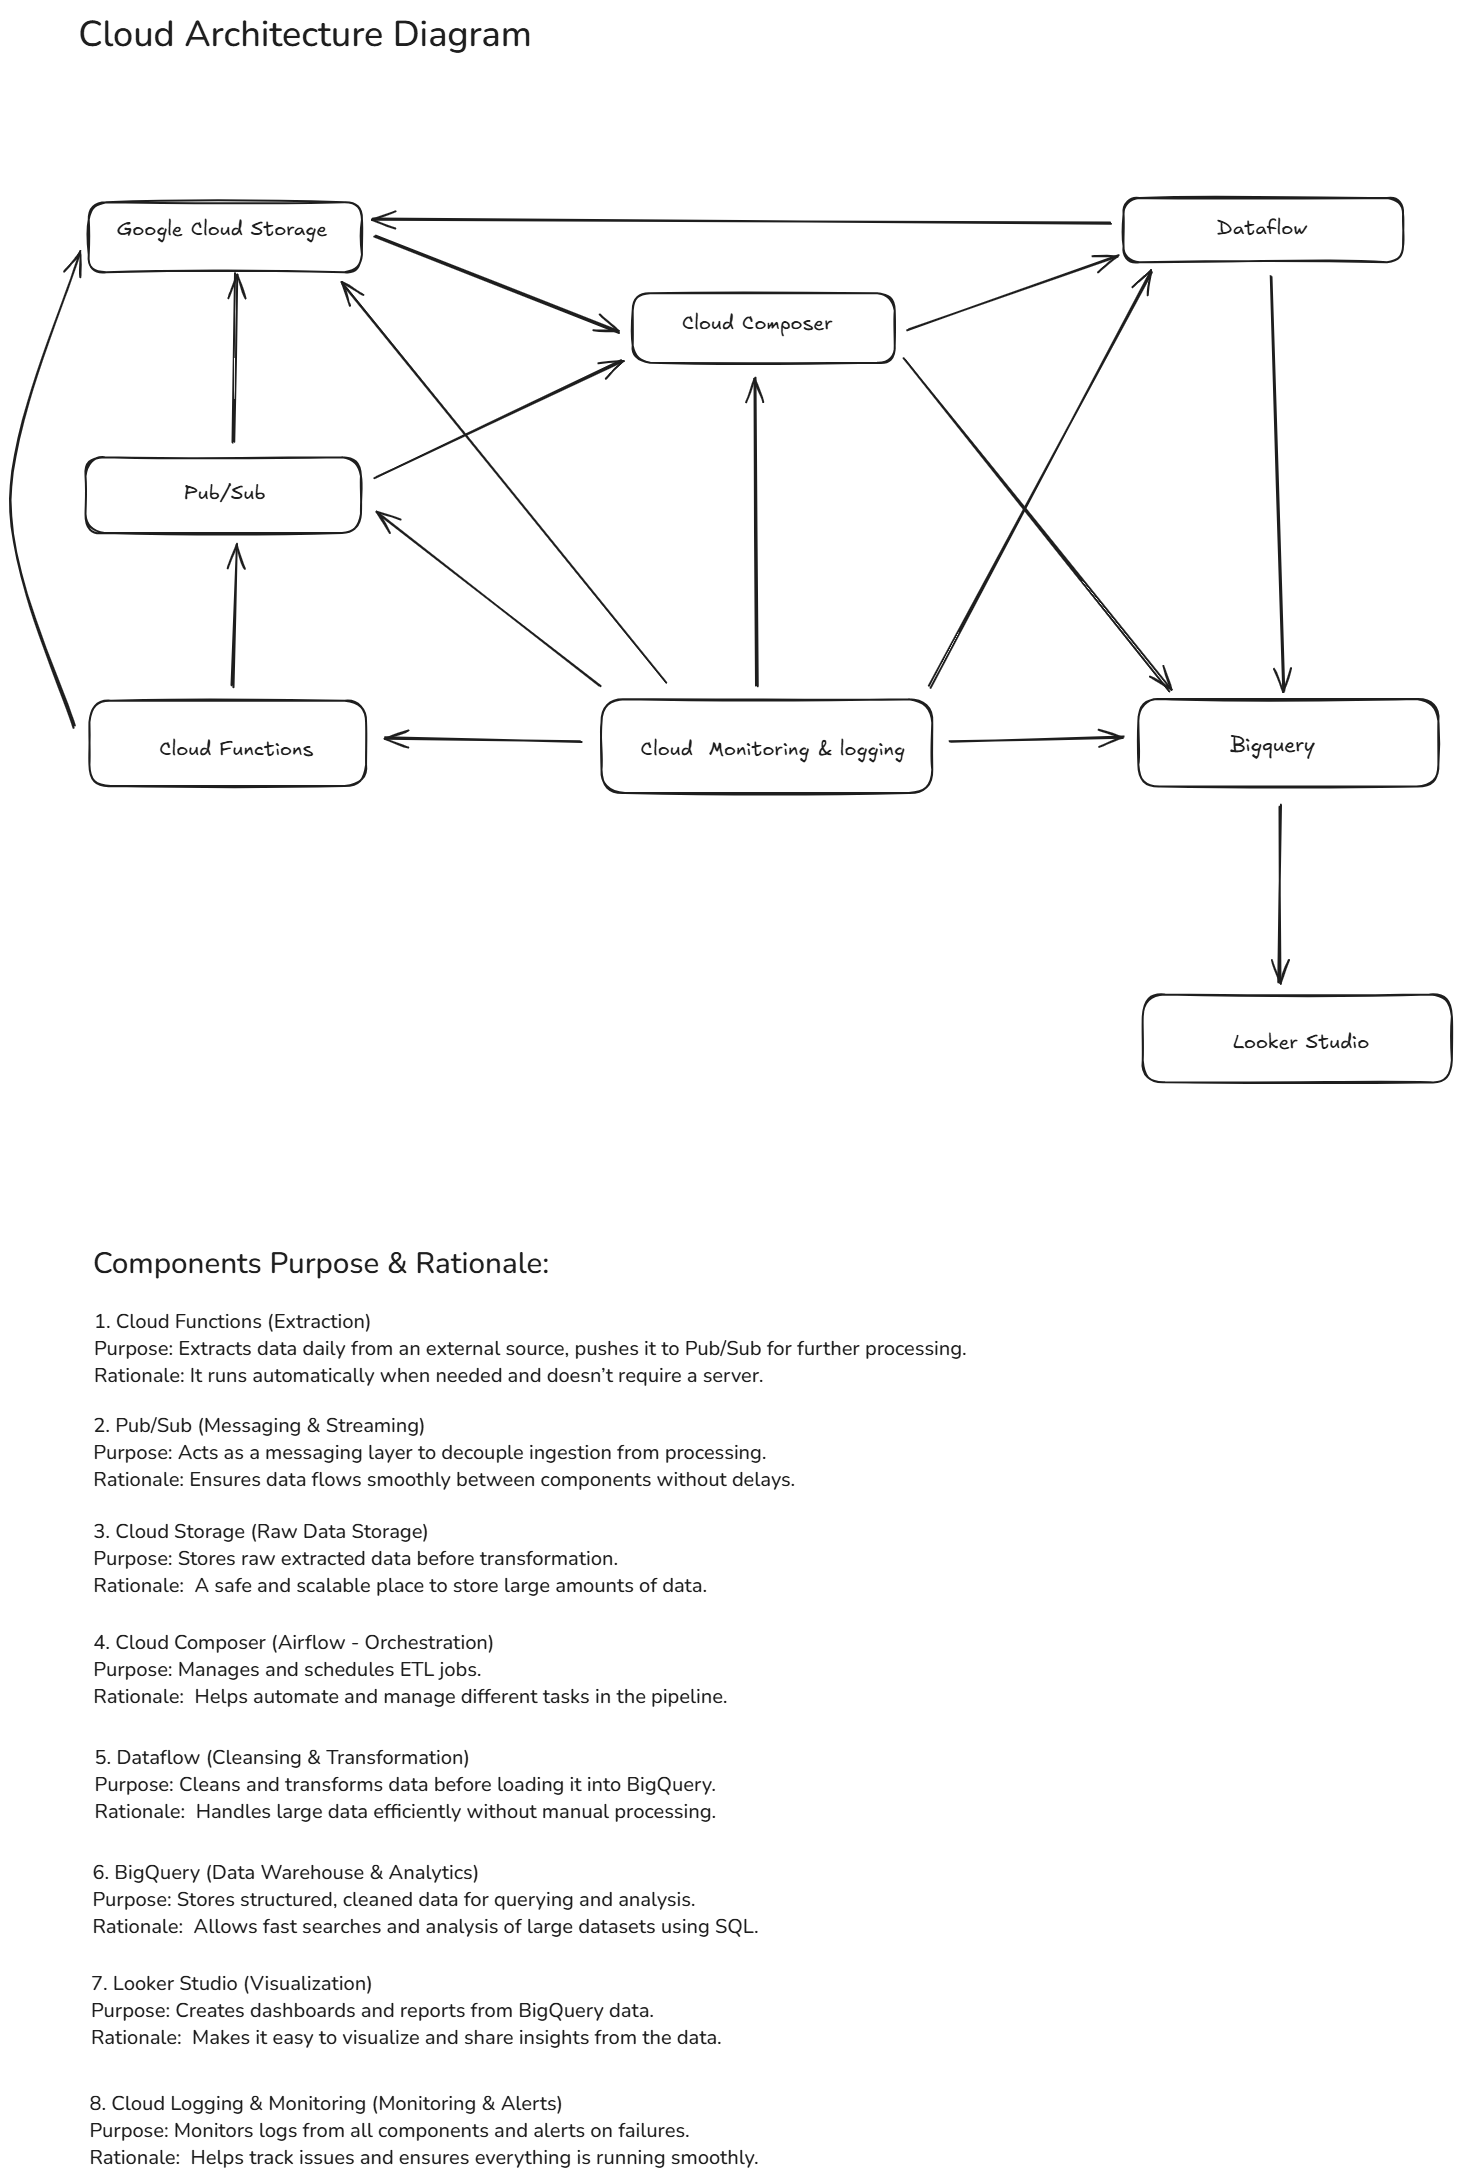 Cloud Architecture Diagram
Google Cloud Storage
Dataflow
Cloud Composer
Pub/Sub
Cloud Functions
Cloud  Monitoring & logging
Bigquery
Looker Studio
Components Purpose & Rationale:
1. Cloud Functions (Extraction)
Purpose: Extracts data daily from an external source, pushes it to Pub/Sub for further processing.
Rationale: It runs automatically when needed and doesn’t require a server.
2. Pub/Sub (Messaging & Streaming)
Purpose: Acts as a messaging layer to decouple ingestion from processing.
Rationale: Ensures data flows smoothly between components without delays.
3. Cloud Storage (Raw Data Storage)
Purpose: Stores raw extracted data before transformation.
Rationale:  A safe and scalable place to store large amounts of data.
4. Cloud Composer (Airflow - Orchestration)
Purpose: Manages and schedules ETL jobs.
Rationale:  Helps automate and manage different tasks in the pipeline.
5. Dataflow (Cleansing & Transformation)
Purpose: Cleans and transforms data before loading it into BigQuery.
Rationale:  Handles large data efficiently without manual processing.
6. BigQuery (Data Warehouse & Analytics)
Purpose: Stores structured, cleaned data for querying and analysis.
Rationale:  Allows fast searches and analysis of large datasets using SQL.
7. Looker Studio (Visualization)
Purpose: Creates dashboards and reports from BigQuery data.
Rationale:  Makes it easy to visualize and share insights from the data.
8. Cloud Logging & Monitoring (Monitoring & Alerts)
Purpose: Monitors logs from all components and alerts on failures.
Rationale:  Helps track issues and ensures everything is running smoothly.